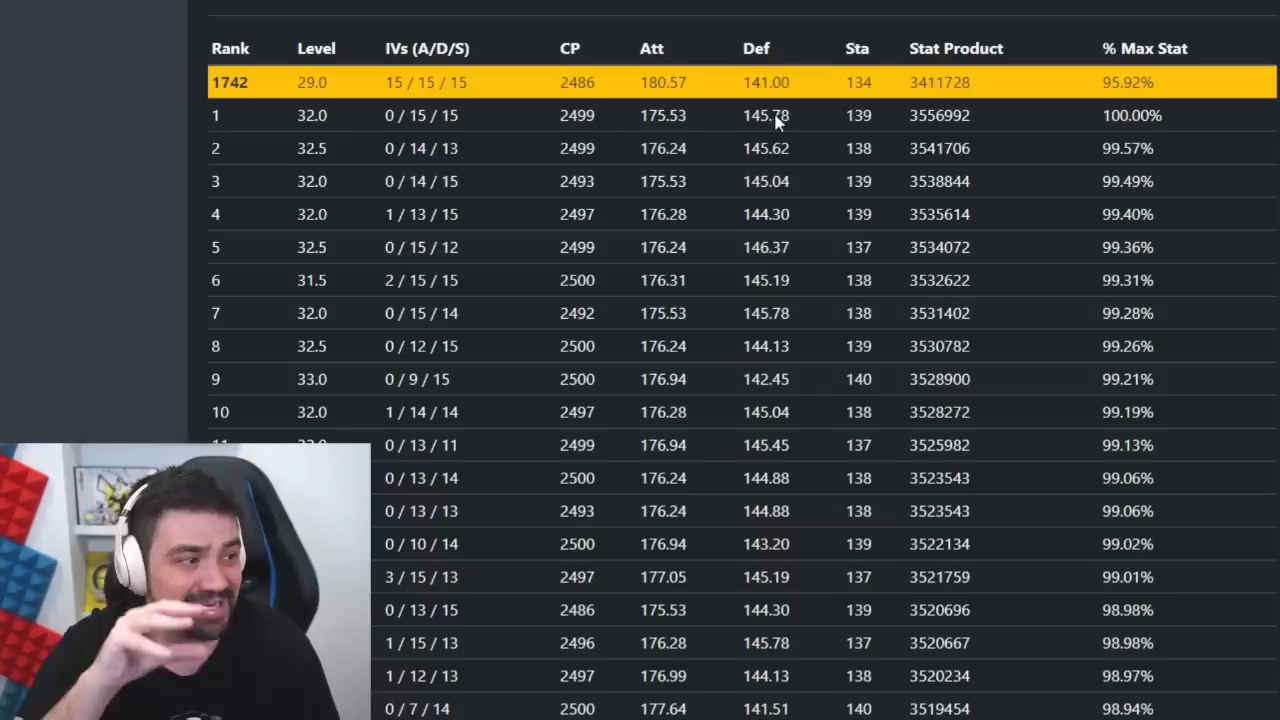 Rank Level IVs (A/D/S) CP Att Def Sta Stat Product % Max Stat
1742 29.0 15 / 15 / 15 2486 180.57 141.00 134 3411728 95.92%
1 32.0 0 / 15 / 15 2499 175.53 145.78 139 3556992 100.00%
2 32.5 0 / 14 / 13 2499 176.24 145.62 138 3541706 99.57%
3 32.0 0 / 14 / 15 2493 175.53 145.04 139 3538844 99.49%
4 32.0 1 / 13 / 15 2497 176.28 144.30 139 3535614 99.40%
5 32.5 0 / 15 / 12 2499 176.24 146.37 137 3534072 99.36%
6 31.5 2 / 15 / 15 2500 176.31 145.19 138 3532622 99.31%
7 32.0 0 / 15 / 14 2492 175.53 145.78 138 3531402 99.28%
8 32.5 0 / 12 / 15 2500 176.24 144.13 139 3530782 99.26%
9 33.0 0 / 9 / 15 2500 176.94 142.45 140 3528900 99.21%
10 32.0 1 / 14 / 14 2497 176.28 145.04 138 3528272 99.19%
0 / 13 / 11 2499 176.94 145.45 137 3525982 99.13%
0 / 13 / 14 2500 176.24 144.88 138 3523543 99.06%
0 / 13 / 13 2493 176.24 144.88 138 3523543 99.06%
0 / 10 / 14 2500 176.94 143.20 139 3522134 99.02%
3 / 15 / 13 2497 177.05 145.19 137 3521759 99.01%
0 / 13 / 15 2486 175.53 144.30 139 3520696 98.98%
1 / 15 / 13 2496 176.28 145.78 137 3520667 98.98%
1 / 12 / 13 2497 176.99 144.13 138 3520234 98.97%
0 / 7 / 14 2500 177.64 141.51 140 3519454 98.94%